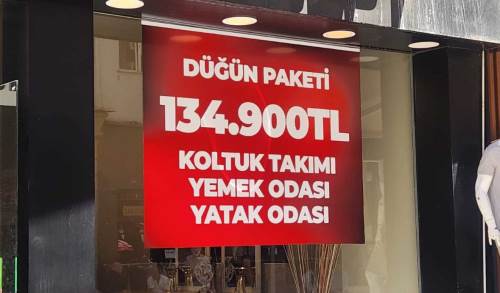 DÜĞÜN PAKETİ
134.900TL
KOLTUK TAKIMI
YEMEK ODASI
YATAK ODASI